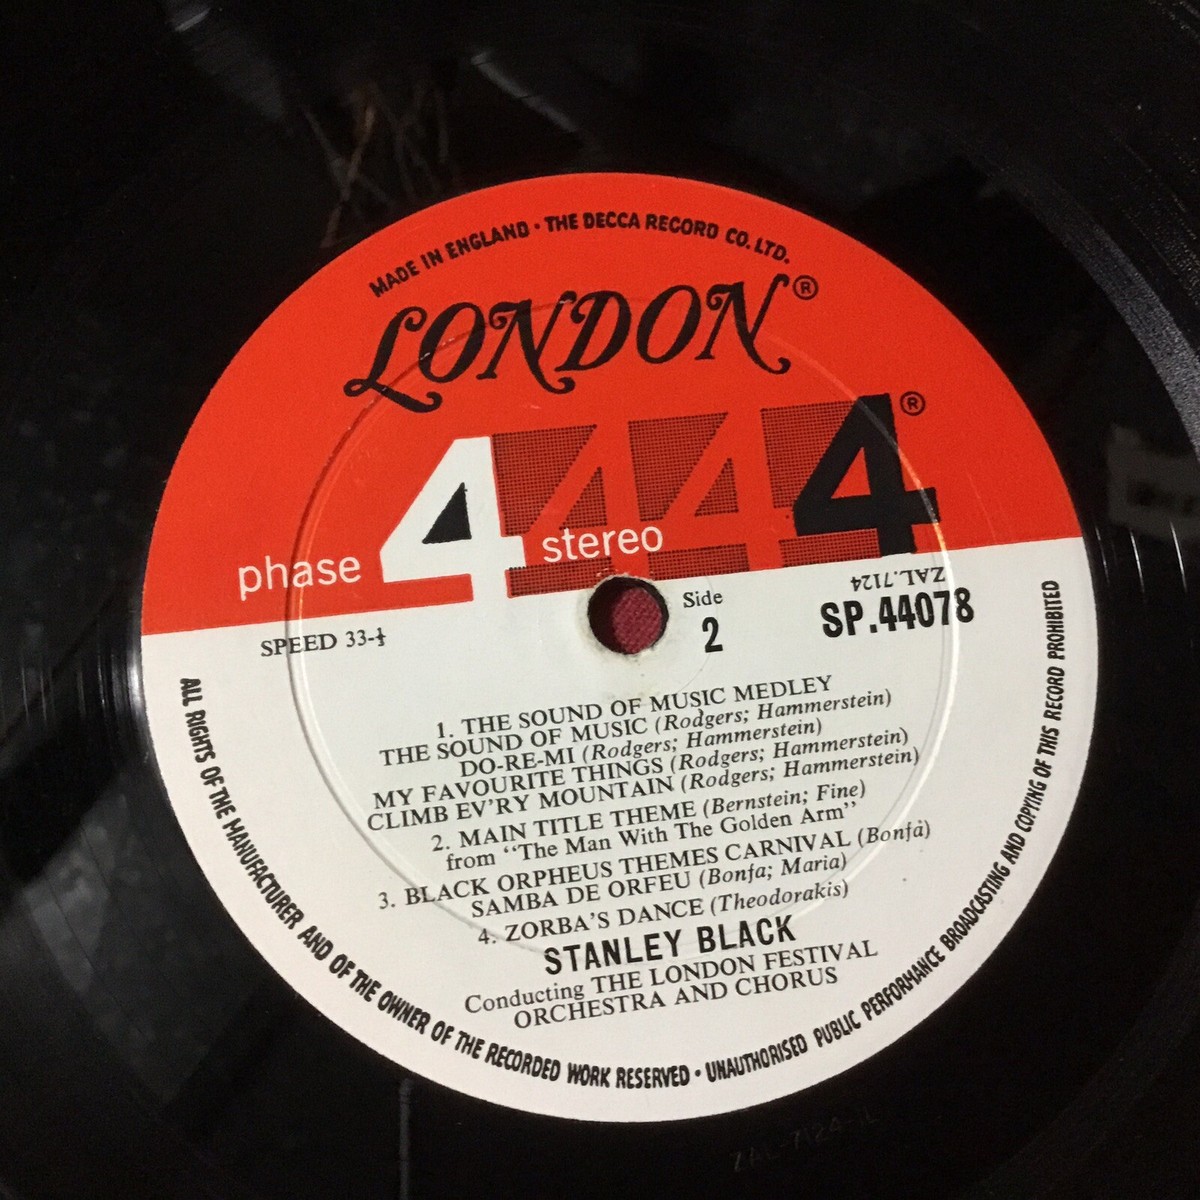 MADE IN ENGLAND · THE DECCA RECORD CO. LTD.
LONDON®
4444®
phase 4 stereo
ZAL.7124
SPEED 33-⅓
Side
2
SP.44078
1. THE SOUND OF MUSIC MEDLEY
THE SOUND OF MUSIC (Rodgers; Hammerstein)
DO-RE-MI (Rodgers; Hammerstein)
MY FAVOURITE THINGS (Rodgers; Hammerstein)
CLIMB EV'RY MOUNTAIN (Rodgers; Hammerstein)
2. MAIN TITLE THEME (Bernstein; Fine)
from "The Man With The Golden Arm"
3. BLACK ORPHEUS THEMES CARNIVAL (Bonfà)
SAMBA DE ORFEU (Bonfa; Maria)
4. ZORBA'S DANCE (Theodorakis)
STANLEY BLACK
Conducting THE LONDON FESTIVAL
ORCHESTRA AND CHORUS
ALL RIGHTS OF THE MANUFACTURER AND OF THE OWNER OF THE RECORDED WORK RESERVED · UNAUTHORISED PUBLIC PERFORMANCE BROADCASTING AND COPYING OF THIS RECORD PROHIBITED
ZAL-7124-1L